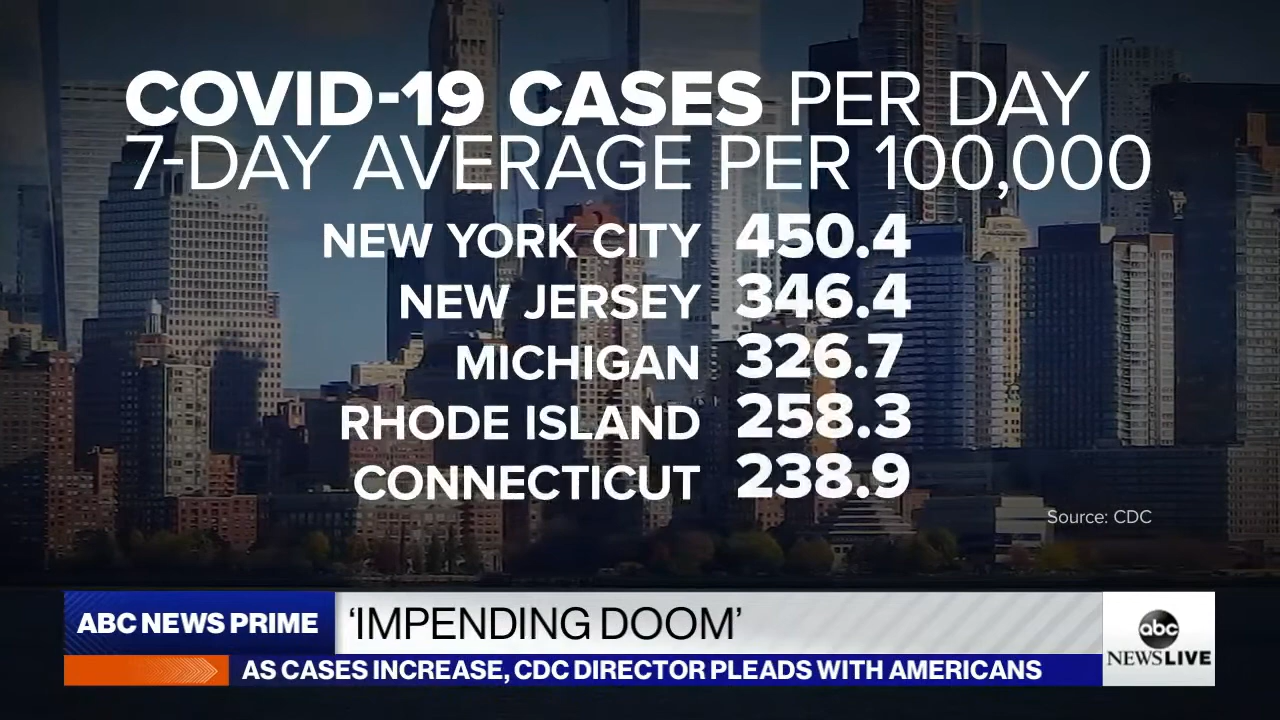 COVID-19 CASES PER DAY
7-DAY AVERAGE PER 100,000
NEW YORK CITY 450.4
NEW JERSEY 346.4
MICHIGAN 326.7
RHODE ISLAND 258.3
CONNECTICUT 238.9
Source: CDC
ABC NEWS PRIME
'IMPENDING DOOM'
abc
NEWSLIVE
AS CASES INCREASE, CDC DIRECTOR PLEADS WITH AMERICANS